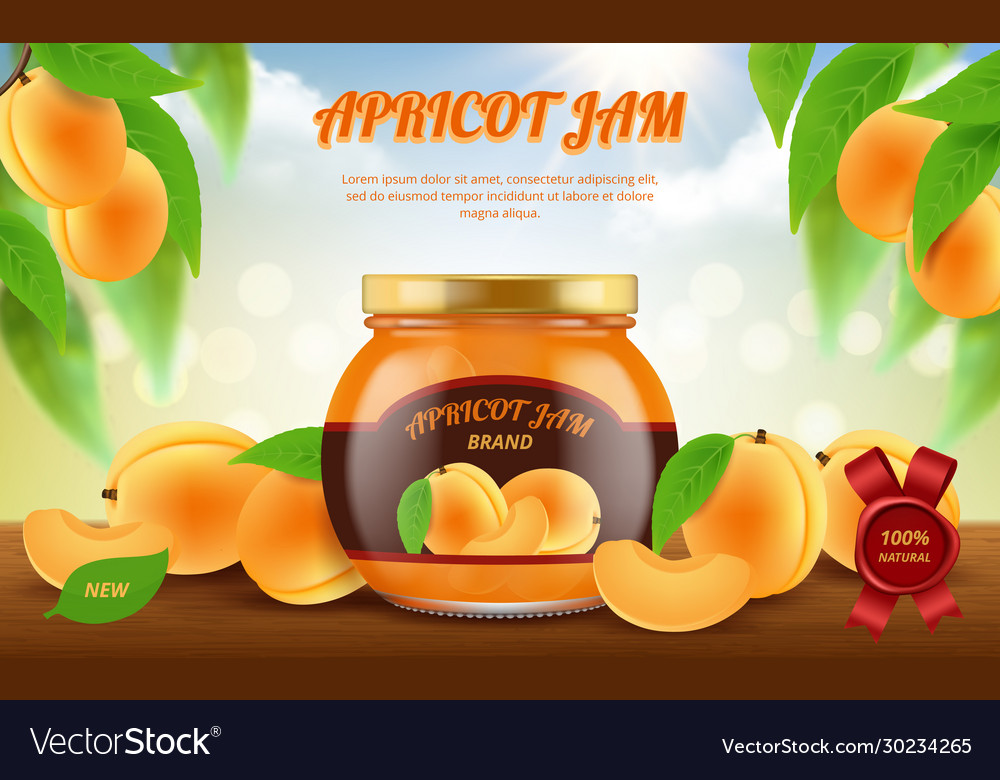 APRICOT JAM
Lorem ipsum dolor sit amet, consectetur adipiscing elit,
sed do eiusmod tempor incididunt ut labore et dolore
magna aliqua.
APRICOT JAM
BRAND
NEW
100%
NATURAL
VectorStock®
VectorStock.com/30234265